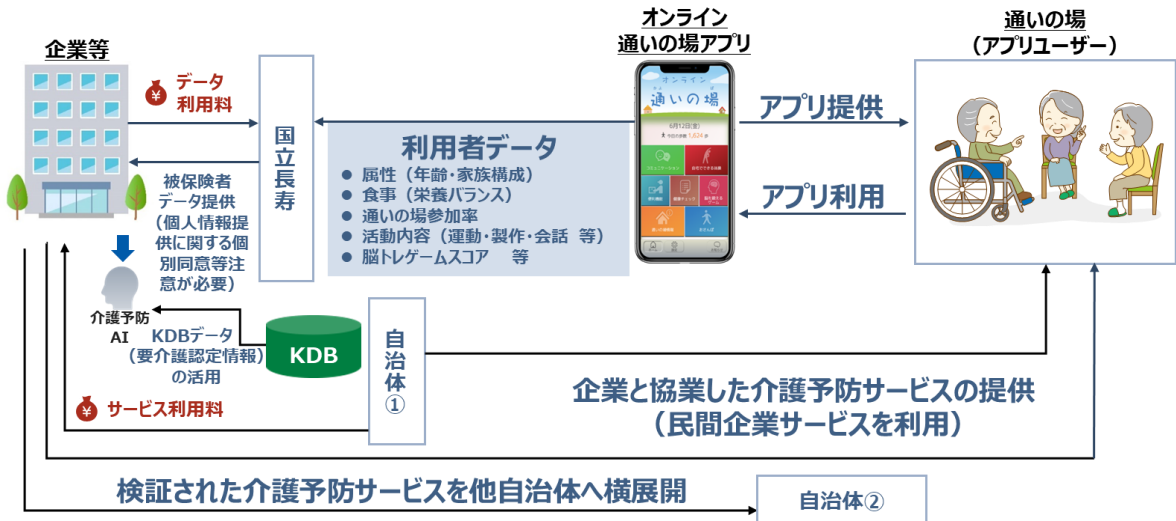 企業等
データ
利用料
国立長寿
被保険者
データ提供
(個人情報提
供に関する個
別同意等注
意が必要)
オンライン
通いの場アプリ
オンライン
通いの場
6月12日(金)
1,624
利用者データ
● 属性(年齢・家族構成)
● 食事(栄養バランス)
● 通いの場参加率
● 活動内容(運動・製作・会話 等)
● 脳トレゲームスコア 等
通いの場
(アプリユーザー)
アプリ提供
アプリ利用
介護予防
AI
KDBデータ
(要介護認定情報)
の活用
KDB
自治体①
サービス利用料
企業と協業した介護予防サービスの提供
(民間企業サービスを利用)
検証された介護予防サービスを他自治体へ横展開
自治体②